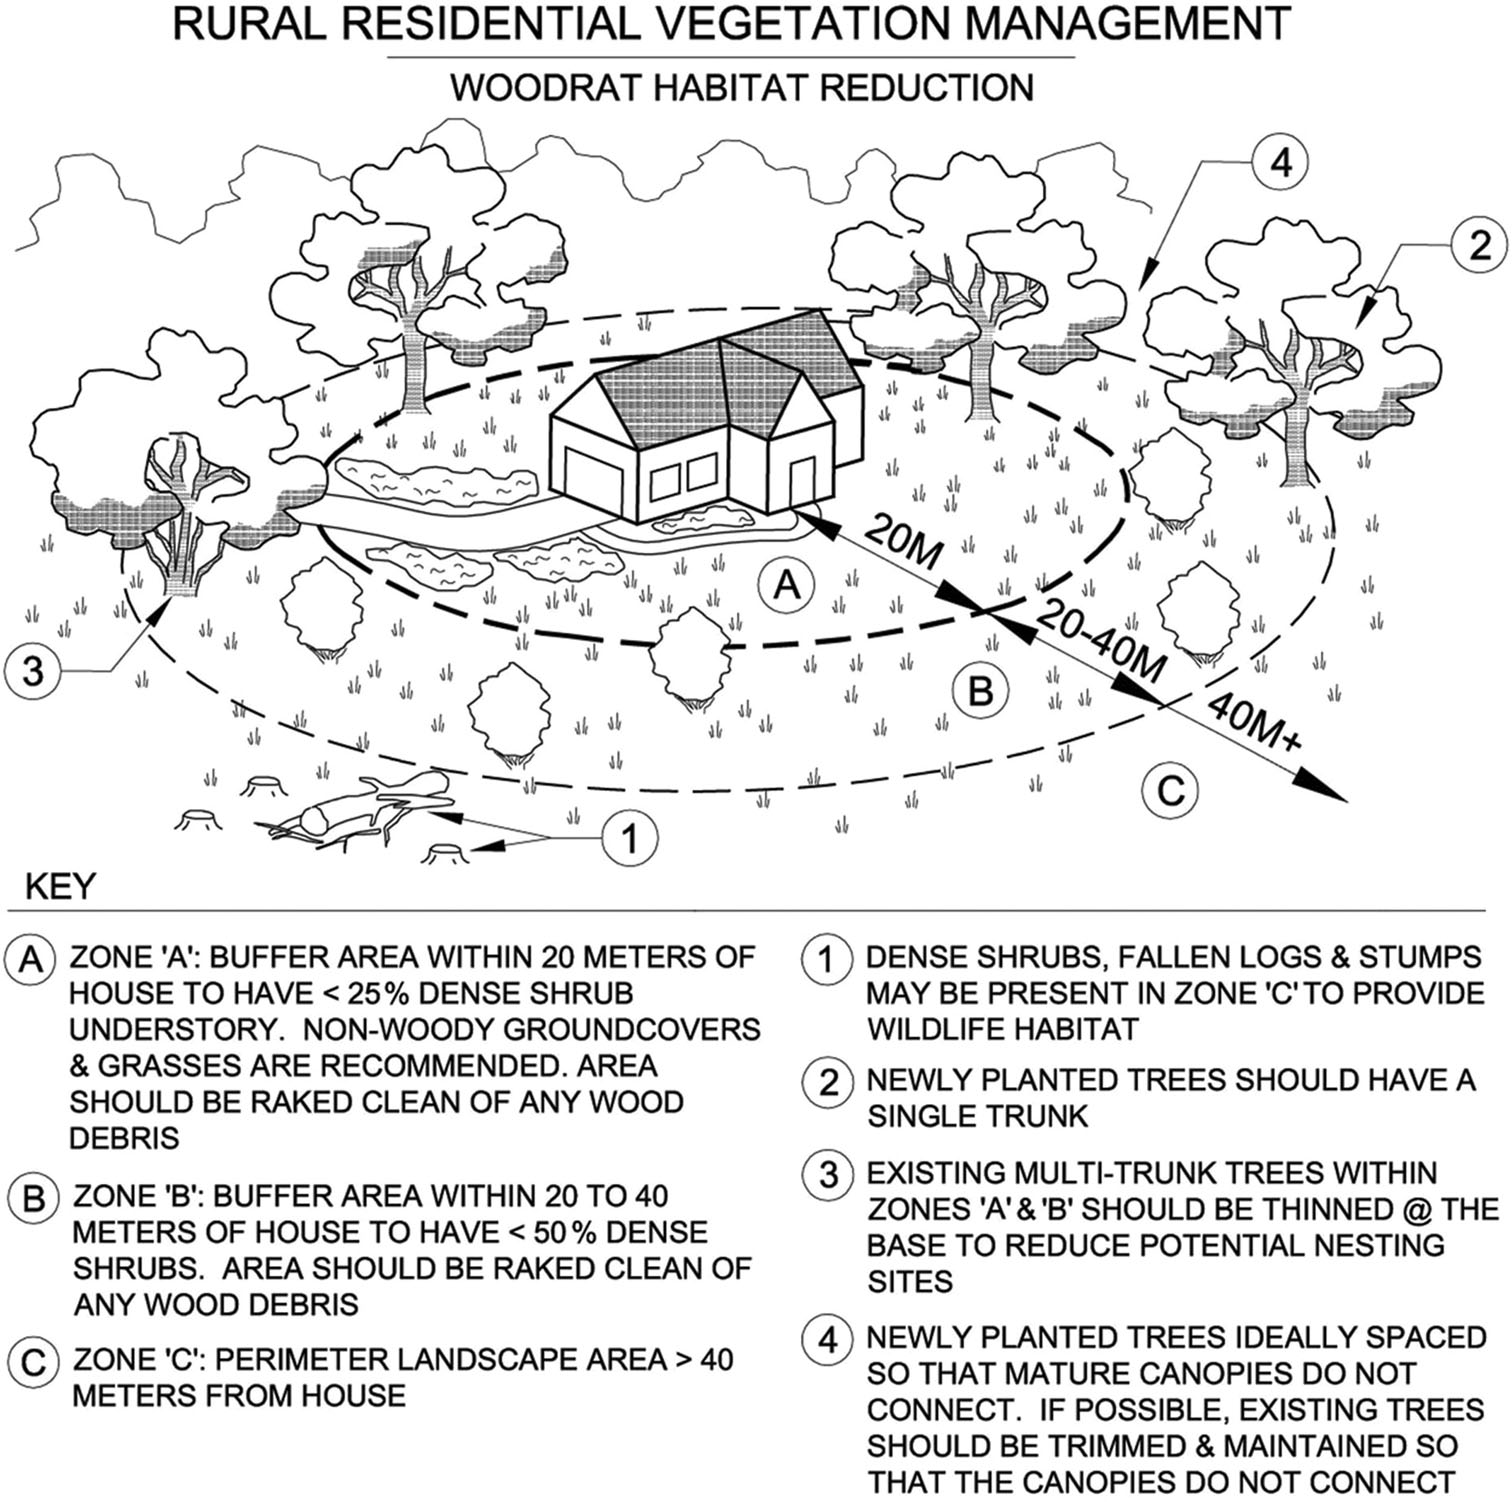 RURAL RESIDENTIAL VEGETATION MANAGEMENT
WOODRAT HABITAT REDUCTION
4
2
20M
A
20-40M
3
B
40M+
C
1
KEY
A ZONE 'A': BUFFER AREA WITHIN 20 METERS OF
HOUSE TO HAVE < 25% DENSE SHRUB
UNDERSTORY. NON-WOODY GROUNDCOVERS
& GRASSES ARE RECOMMENDED. AREA
SHOULD BE RAKED CLEAN OF ANY WOOD
DEBRIS
B ZONE 'B': BUFFER AREA WITHIN 20 TO 40
METERS OF HOUSE TO HAVE < 50% DENSE
SHRUBS. AREA SHOULD BE RAKED CLEAN OF
ANY WOOD DEBRIS
C ZONE 'C': PERIMETER LANDSCAPE AREA > 40
METERS FROM HOUSE
1 DENSE SHRUBS, FALLEN LOGS & STUMPS
MAY BE PRESENT IN ZONE 'C' TO PROVIDE
WILDLIFE HABITAT
2 NEWLY PLANTED TREES SHOULD HAVE A
SINGLE TRUNK
3 EXISTING MULTI-TRUNK TREES WITHIN
ZONES 'A' & 'B' SHOULD BE THINNED @ THE
BASE TO REDUCE POTENTIAL NESTING
SITES
4 NEWLY PLANTED TREES IDEALLY SPACED
SO THAT MATURE CANOPIES DO NOT
CONNECT. IF POSSIBLE, EXISTING TREES
SHOULD BE TRIMMED & MAINTAINED SO
THAT THE CANOPIES DO NOT CONNECT